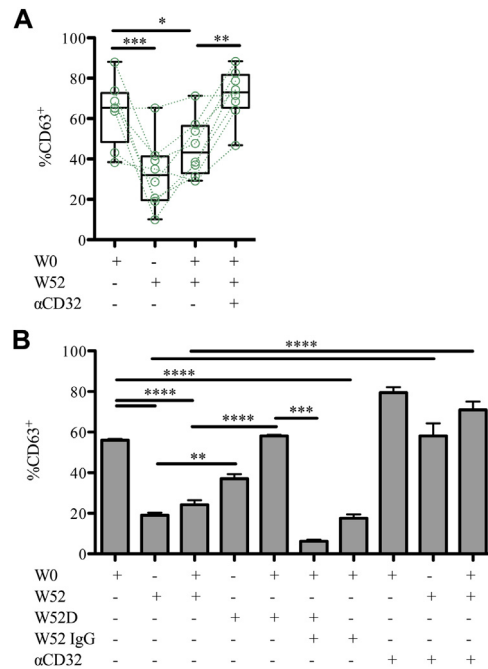 A
*
*** **
100
80
60
40
20
0
%CD63+
W0 + - + +
W52 - + + +
αCD32 - - - +
B
****
****
**** **** ***
**
100
80
60
40
20
0
%CD63+
W0 + - + - + + + + - +
W52 - + + - - - - - + +
W52D - - - + + + - - - -
W52 IgG - - - - - + + - - -
αCD32 - - - - - - - + + +